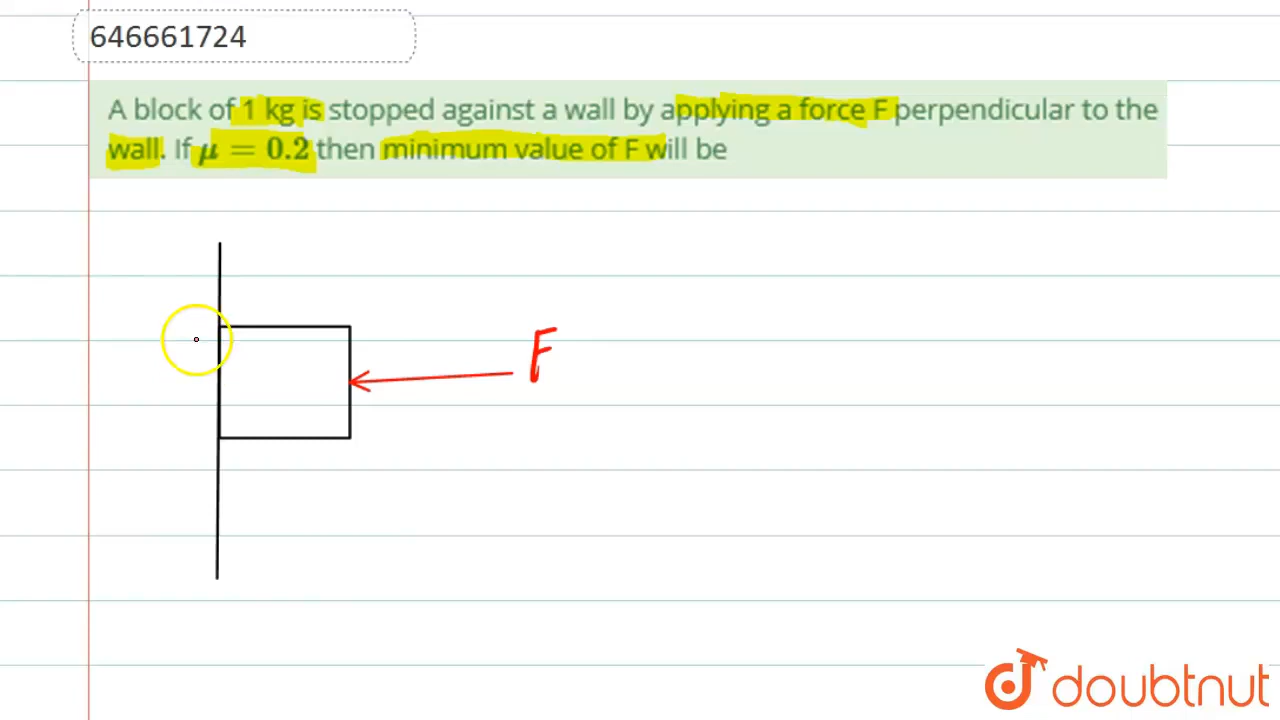 646661724
A block of 1 kg is stopped against a wall by applying a force F perpendicular to the
wall. If μ = 0.2 then minimum value of F will be
F
doubtnut